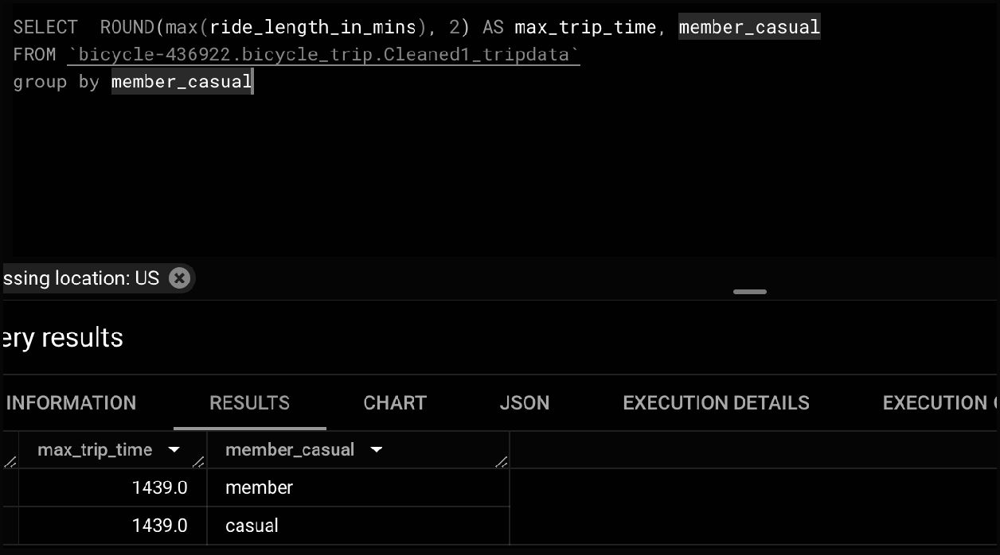 SELECT  ROUND(max(ride_length_in_mins), 2) AS max_trip_time, member_casual
FROM `bicycle-436922.bicycle_trip.Cleaned1_tripdata`
group by member_casual
ssing location: US
ery results
INFORMATION RESULTS CHART JSON EXECUTION DETAILS EXECUTION
max_trip_time member_casual
1439.0 member
1439.0 casual